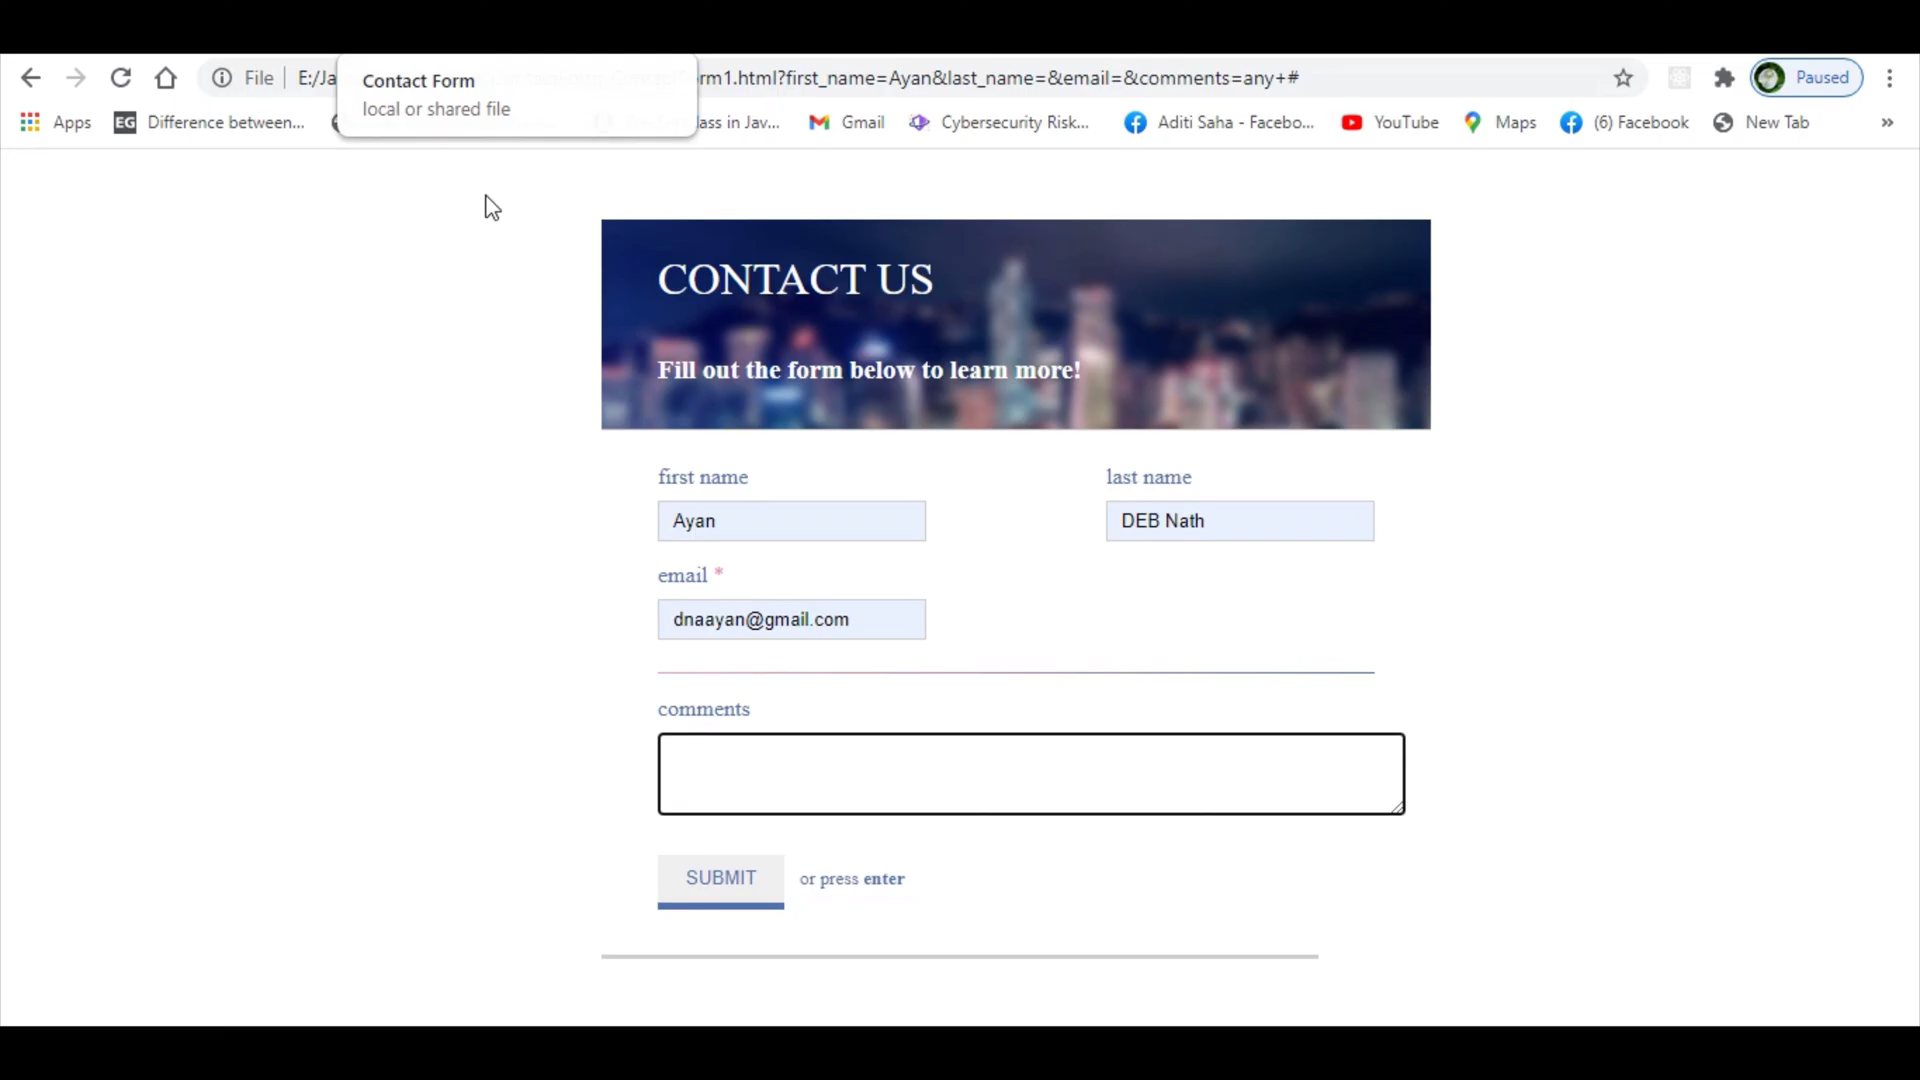 File E:/Ja
rm1.html?first_name=Ayan&last_name=&email=&comments=any+#
Paused
Contact Form
local or shared file
Apps
EG
Difference between...
ass in Jav...
Gmail
Cybersecurity Risk...
Aditi Saha - Facebo...
YouTube
Maps
(6) Facebook
New Tab
»
CONTACT US
Fill out the form below to learn more!
first name
last name
Ayan
DEB Nath
email *
dnaayan@gmail.com
comments
SUBMIT
or press enter